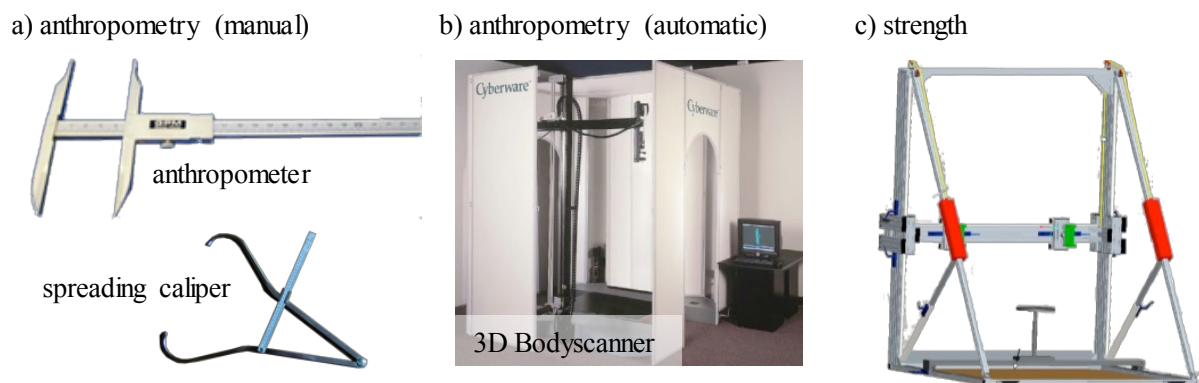 a) anthropometry (manual)
b) anthropometry (automatic)
c) strength
anthropometer
spreading caliper
Cyberware
Cyberware
3D Bodyscanner